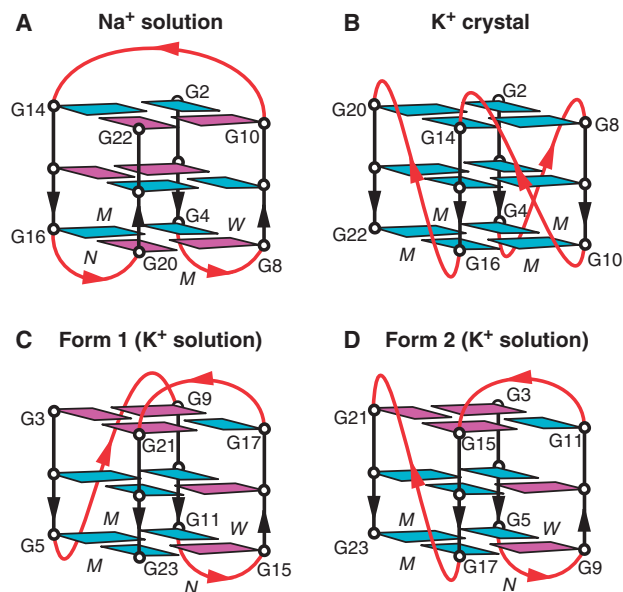 A Na+ solution
G14
G2
G22
G10
M
G4
W
G16
N
G20
M
G8
B K+ crystal
G20
G2
G14
G8
G4
M
G22
M
G16
M
G10
C Form 1 (K+ solution)
G3
G9
G21
G17
M
G11
W
G5
M
G23
N
G15
D Form 2 (K+ solution)
G21
G3
G15
G11
M
G5
W
G23
M
G17
N
G9